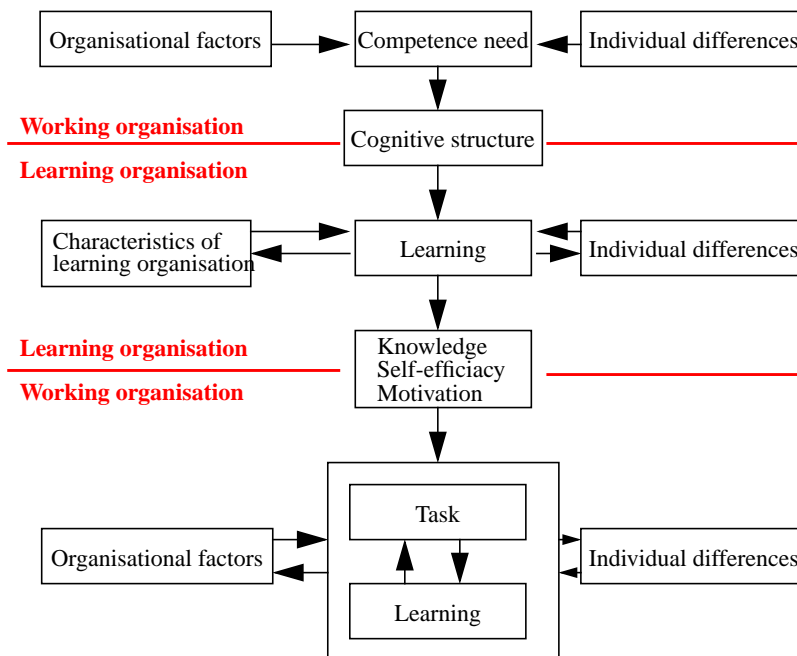 Organisational factors
Competence need
Individual differences
Working organisation
Cognitive structure
Learning organisation
Characteristics of
learning organisation
Learning
Individual differences
Learning organisation
Knowledge
Self-efficiacy
Motivation
Working organisation
Task
Organisational factors
Individual differences
Learning